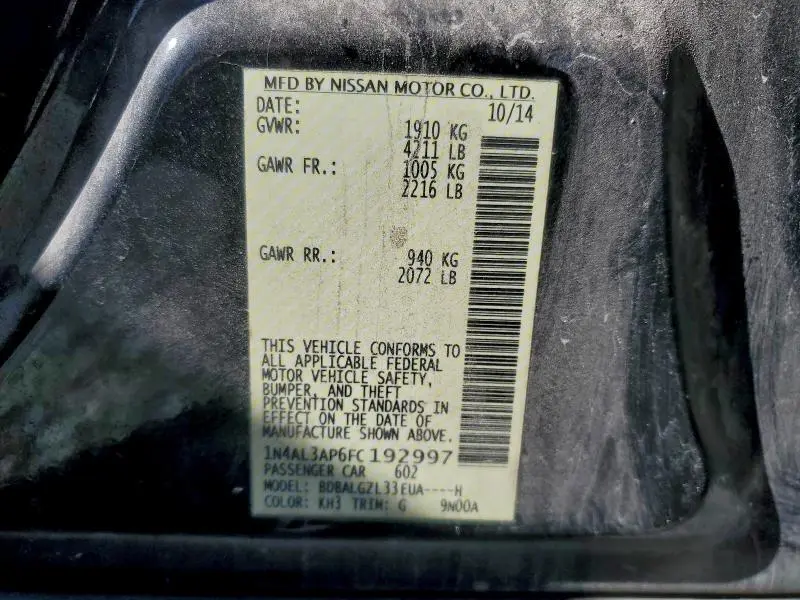 MFD BY NISSAN MOTOR CO., LTD.
DATE: 10/14
GVWR: 1910 KG
4211 LB
GAWR FR.: 1005 KG
2216 LB
GAWR RR.: 940 KG
2072 LB
THIS VEHICLE CONFORMS TO
ALL APPLICABLE FEDERAL
MOTOR VEHICLE SAFETY,
BUMPER, AND THEFT
PREVENTION STANDARDS IN
EFFECT ON THE DATE OF
MANUFACTURE SHOWN ABOVE.
1N4AL3AP6FC192997
PASSENGER CAR 602
MODEL: BDBALGZL33EUA----H
COLOR: KH3 TRIM: G 9N00A